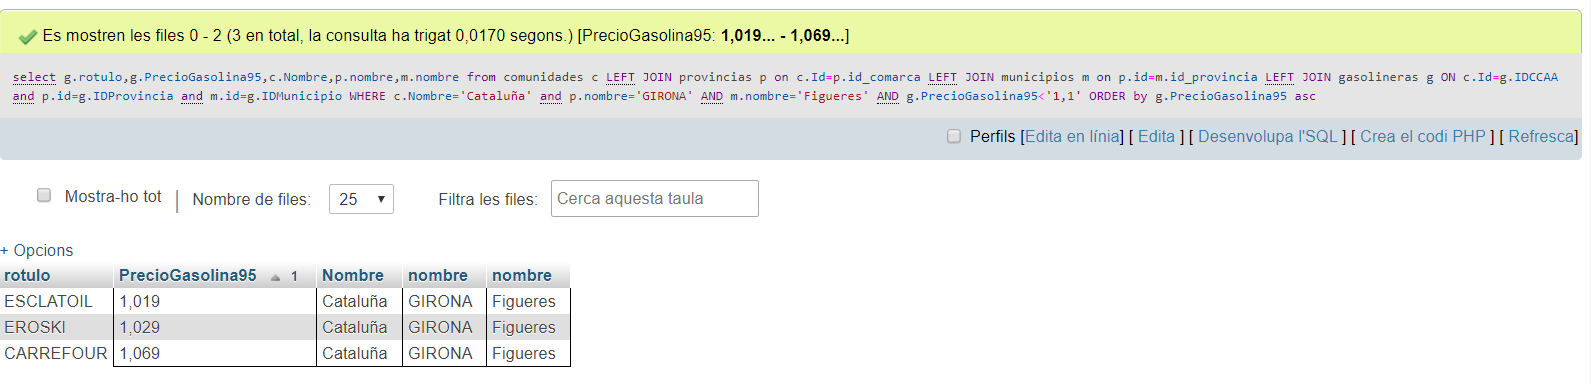 Es mostren les files 0 - 2 (3 en total, la consulta ha trigat 0,0170 segons.) [PrecioGasolina95: 1,019... - 1,069...]
select g.rotulo,g.PrecioGasolina95,c.Nombre,p.nombre,m.nombre from comunidades c LEFT JOIN provincias p on c.Id=p.id_comarca LEFT JOIN municipios m on p.id=m.id_provincia LEFT JOIN gasolineras g ON c.Id=g.IDCCAA
and p.id=g.IDProvincia and m.id=g.IDMunicipio WHERE c.Nombre='Cataluña' and p.nombre='GIRONA' AND m.nombre='Figueres' AND g.PrecioGasolina95<'1,1' ORDER by g.PrecioGasolina95 asc
Perfils [Edita en línia] [ Edita ] [ Desenvolupa l'SQL ] [ Crea el codi PHP ] [ Refresca]
Mostra-ho tot | Nombre de files: 25 Filtra les files: Cerca aquesta taula
+ Opcions
rotulo PrecioGasolina95 1 Nombre nombre nombre
ESCLATOIL 1,019 Cataluña GIRONA Figueres
EROSKI 1,029 Cataluña GIRONA Figueres
CARREFOUR 1,069 Cataluña GIRONA Figueres